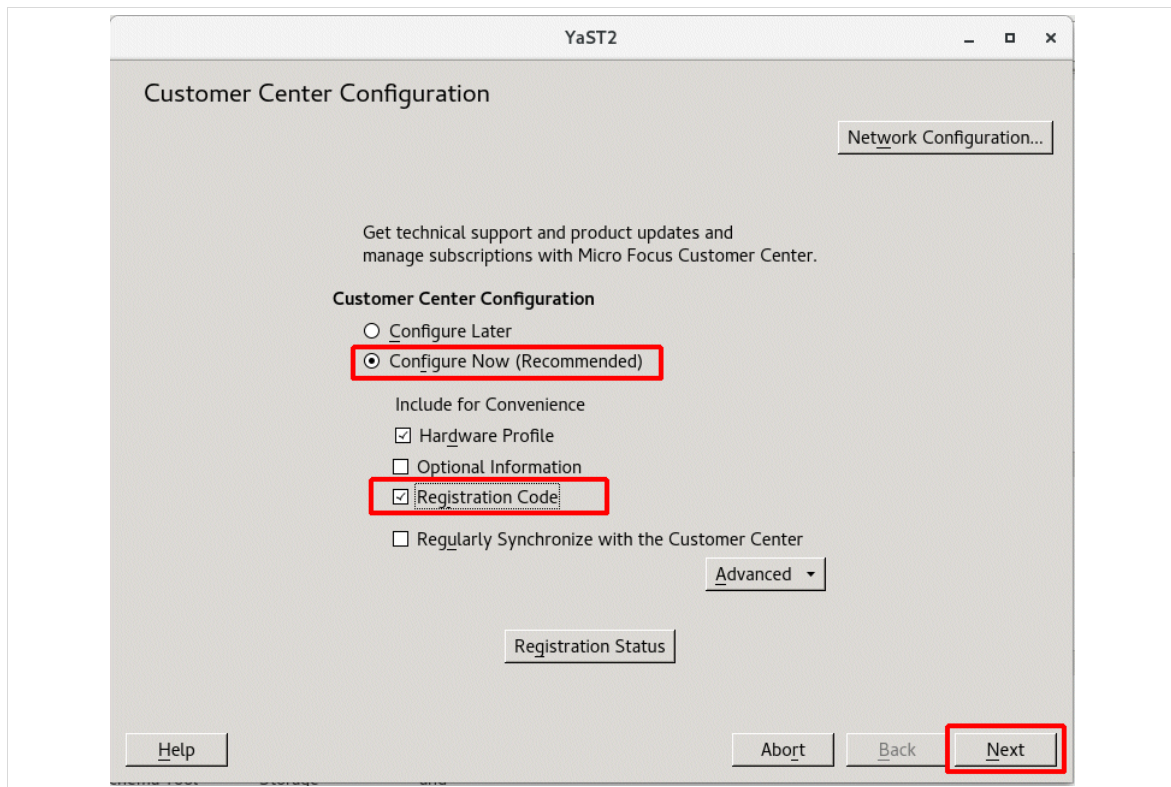 YaST2
Customer Center Configuration
Network Configuration...
Get technical support and product updates and
manage subscriptions with Micro Focus Customer Center.
Customer Center Configuration
Configure Later
Configure Now (Recommended)
Include for Convenience
Hardware Profile
Optional Information
Registration Code
Regularly Synchronize with the Customer Center
Advanced
Registration Status
Help
Abort
Back
Next